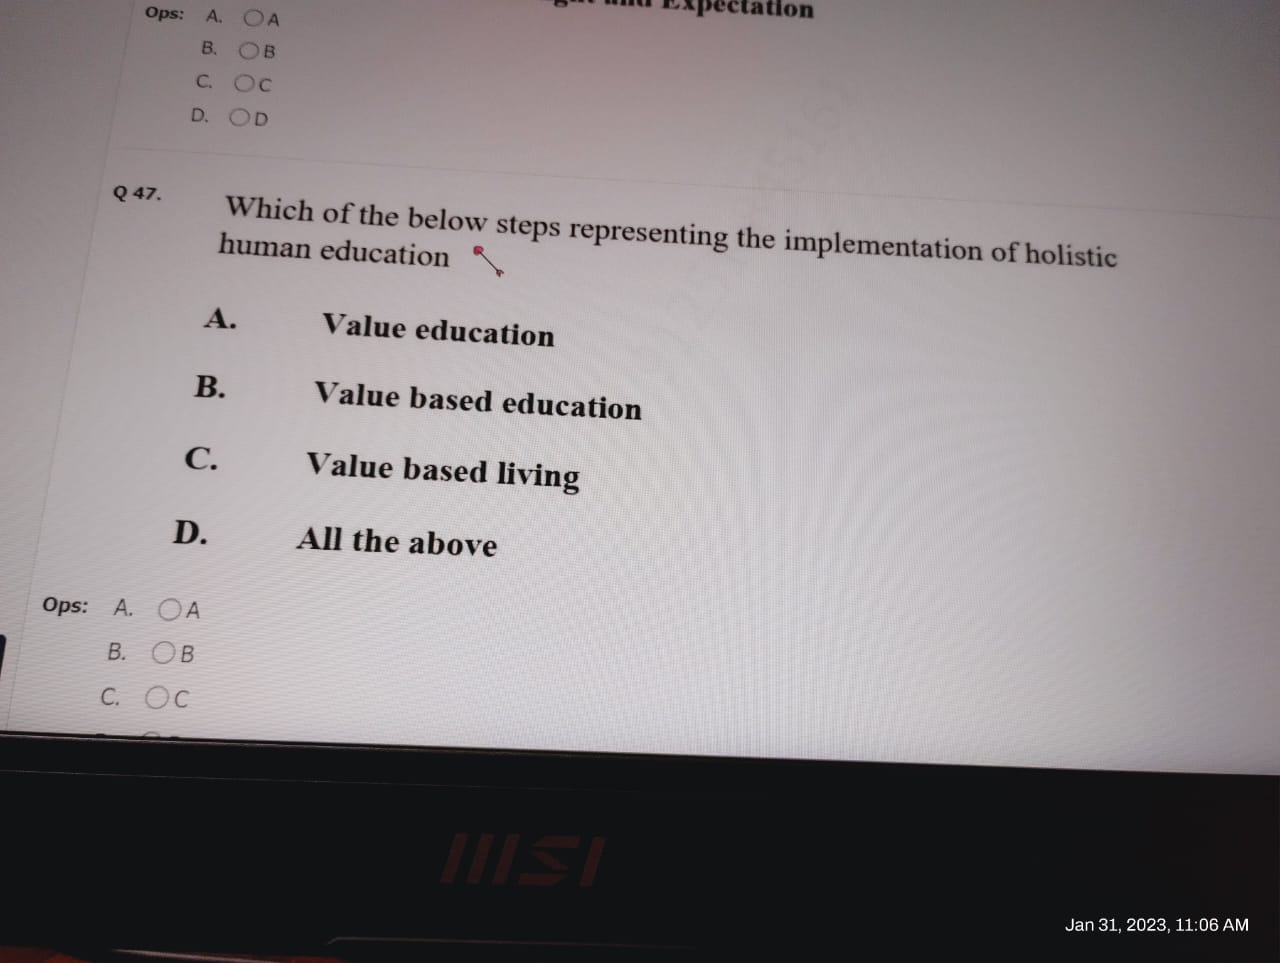 Ops: A. A
and Expectation
B. B
C. C
D. D
Q 47. Which of the below steps representing the implementation of holistic
human education
A. Value education
B. Value based education
C. Value based living
D. All the above
Ops: A. A
B. B
C. C
msi
Jan 31, 2023, 11:06 AM